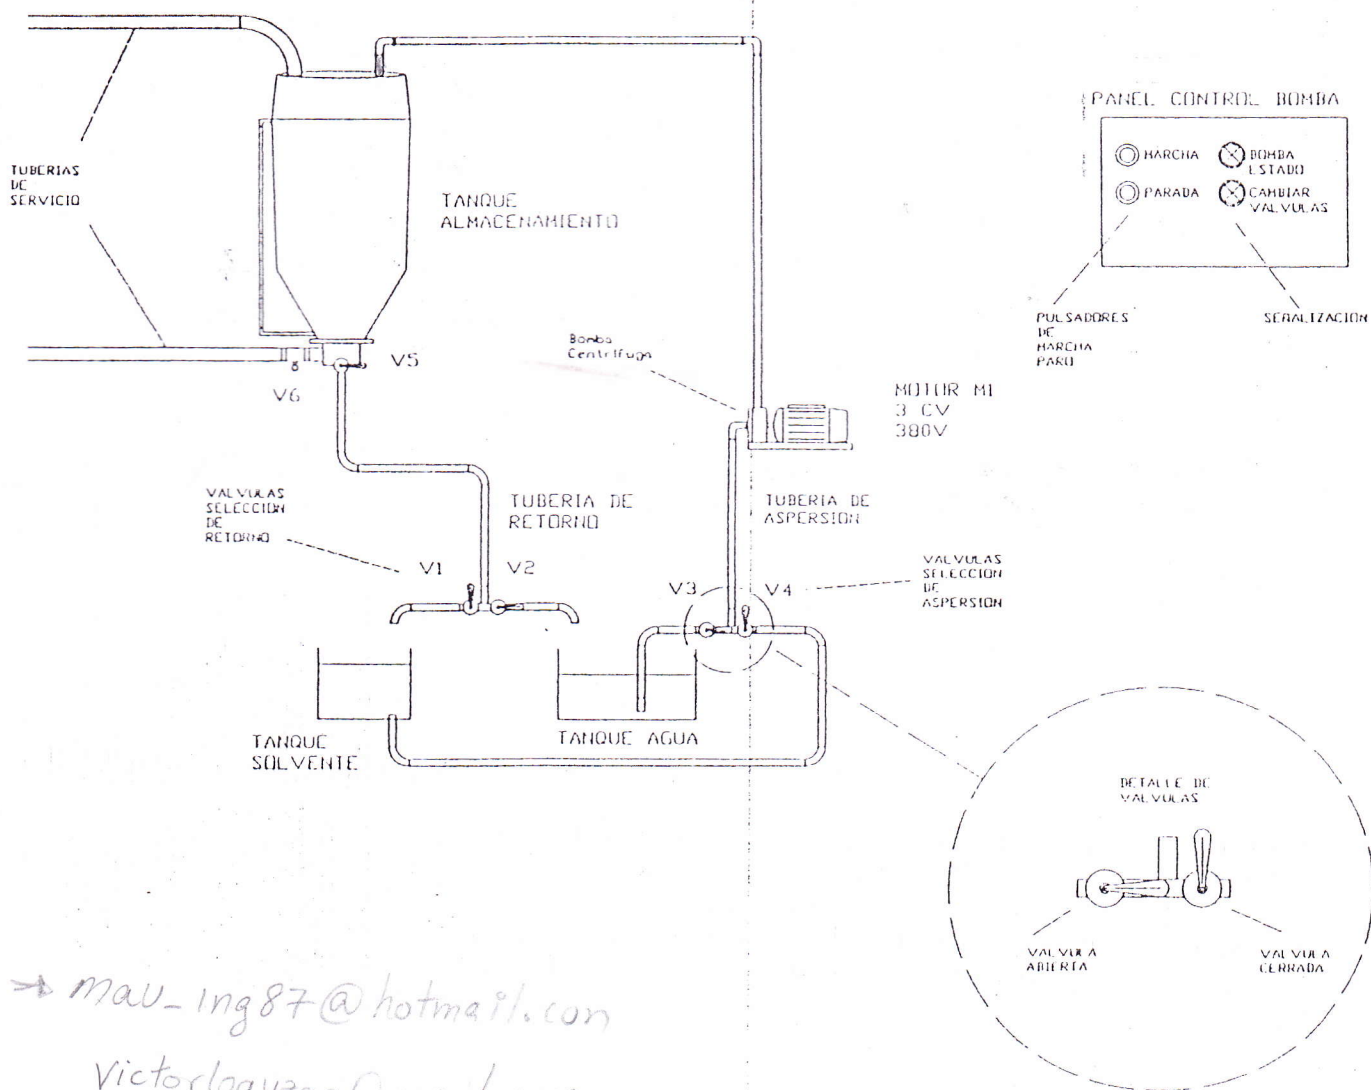 TUBERIAS
DE
SERVICIO
TANQUE
ALMACENAMIENTO
V5
V6
Bomba
Centrífuga
MOTOR M1
3 CV
380V
PANEL CONTROL BOMBA
MARCHA
BOMBA
ESTADO
PARADA
CAMBIAR
VALVULAS
PULSADORES
DE
MARCHA
PARO
SEÑALIZACION
VALVULAS
SELECCION
DE
RETORNO
TUBERIA DE
RETORNO
TUBERIA DE
ASPERSION
V1
V2
V3
V4
VALVULAS
SELECCION
DE
ASPERSION
TANQUE
SOLVENTE
TANQUE AGUA
DETALLE DE
VALVULAS
VALVULA
ABIERTA
VALVULA
CERRADA
mau_ing87@hotmail.com